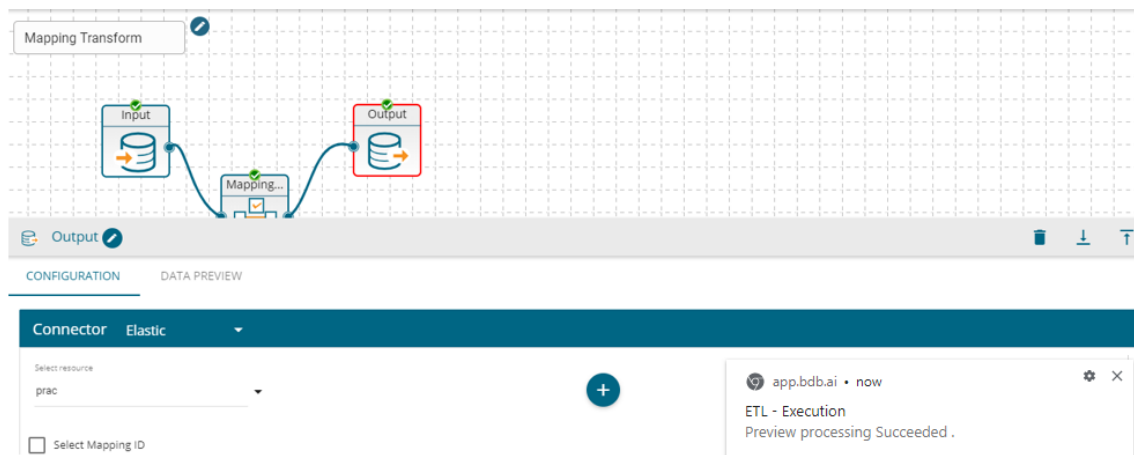 Mapping Transform
Input
Output
Mapping...
Output
CONFIGURATION
DATA PREVIEW
Connector Elastic
Select resource
prac
Select Mapping ID
app.bdb.ai • now
ETL - Execution
Preview processing Succeeded .